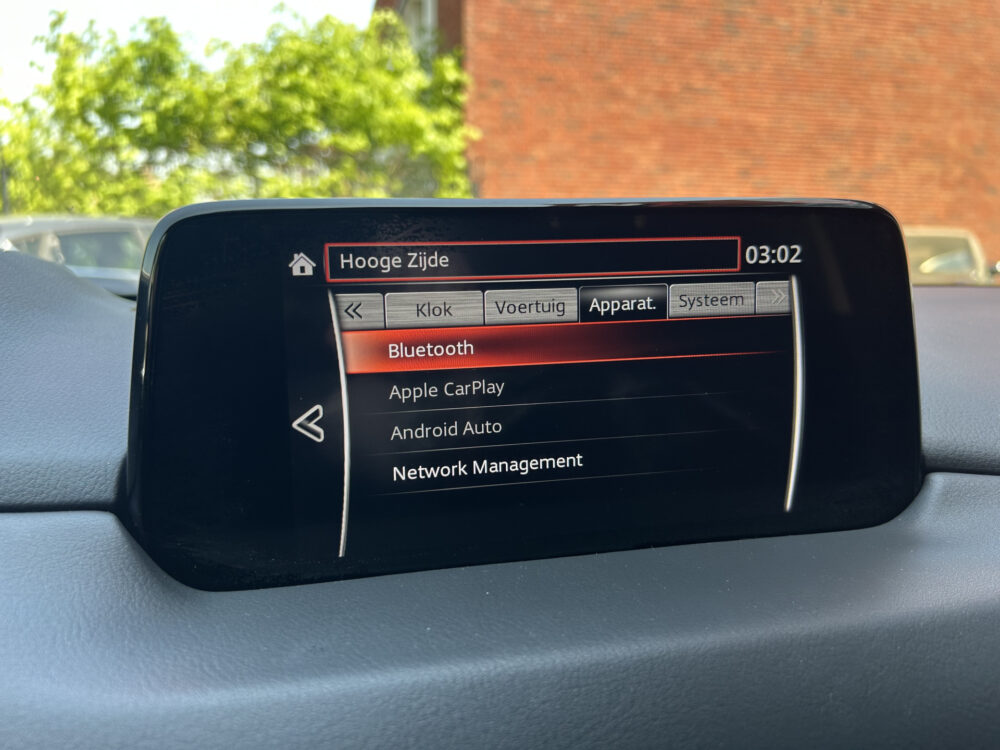 Hooge Zijde 03:02
Klok Voertuig Apparat. Systeem
Bluetooth
Apple CarPlay
Android Auto
Network Management